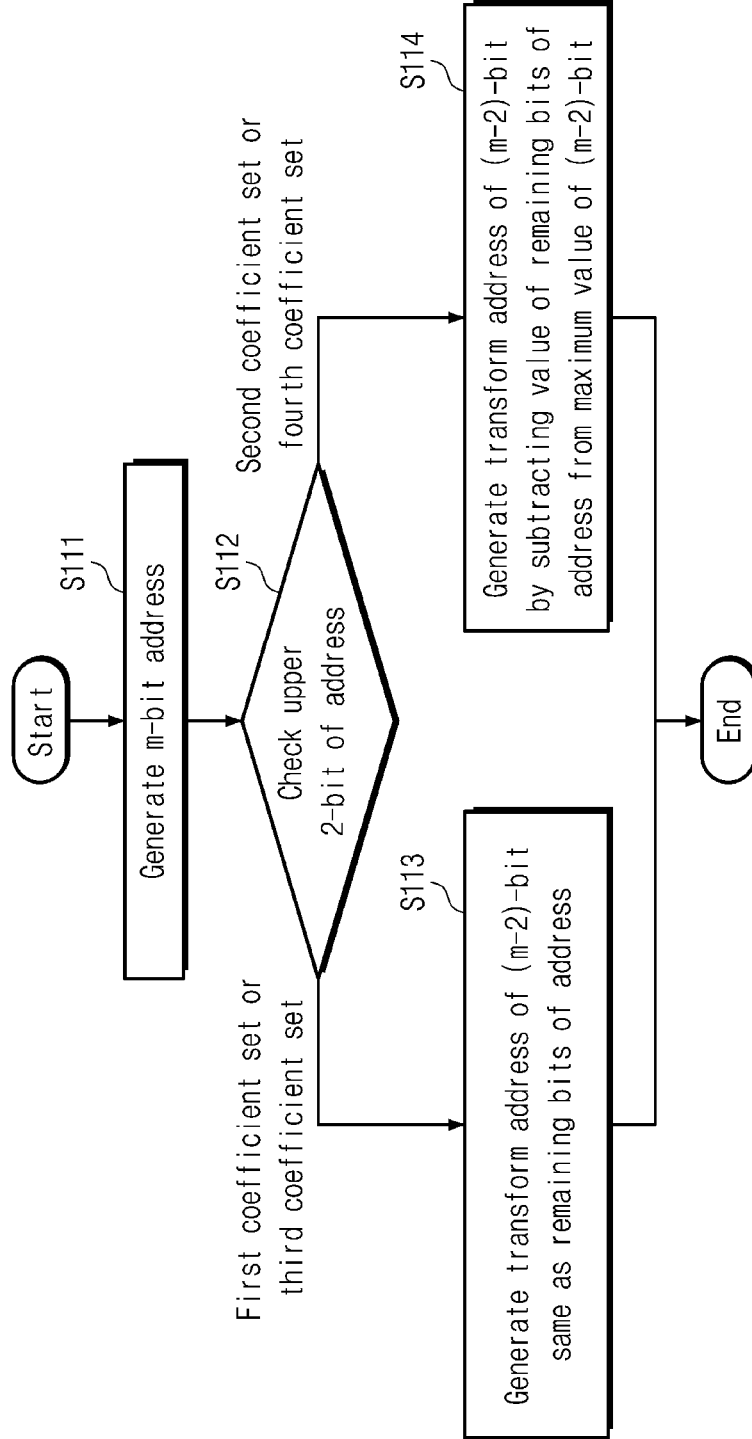 Start
S111
Generate m-bit address
S112
Check upper
2-bit of address
First coefficient set or
third coefficient set
Second coefficient set or
fourth coefficient set
S113
Generate transform address of (m-2)-bit
same as remaining bits of address
S114
Generate transform address of (m-2)-bit
by subtracting value of remaining bits of
address from maximum value of (m-2)-bit
End